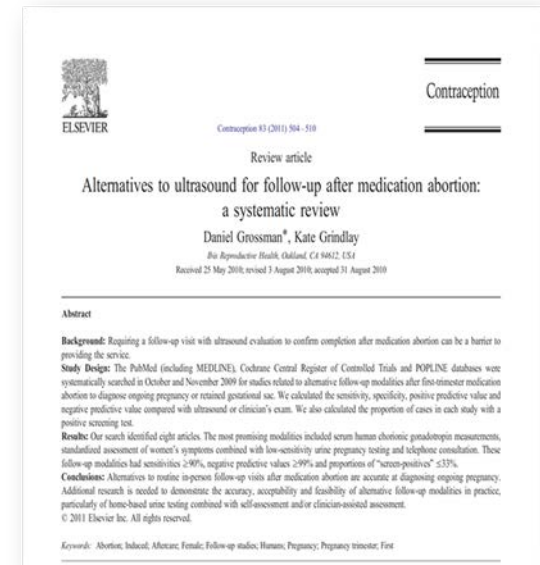 ELSEVIER
Contraception
Contraception 83 (2011) 504–510
Review article
Alternatives to ultrasound for follow-up after medication abortion:
a systematic review
Daniel Grossman*, Kate Grindlay
Ibis Reproductive Health, Oakland, CA 94612, USA
Received 25 May 2010; revised 3 August 2010; accepted 31 August 2010
Abstract
Background: Requiring a follow-up visit with ultrasound evaluation to confirm completion after medication abortion can be a barrier to
providing the service.
Study Design: The PubMed (including MEDLINE), Cochrane Central Register of Controlled Trials and POPLINE databases were
systematically searched in October and November 2009 for studies related to alternative follow-up modalities after first-trimester medication
abortion to diagnose ongoing pregnancy or retained gestational sac. We calculated the sensitivity, specificity, positive predictive value and
negative predictive value compared with ultrasound or clinician's exam. We also calculated the proportion of cases in each study with a
positive screening test.
Results: Our search identified eight articles. The most promising modalities included serum human chorionic gonadotropin measurements,
standardized assessment of women's symptoms combined with low-sensitivity urine pregnancy testing and telephone consultation. These
follow-up modalities had sensitivities ≥90%, negative predictive values ≥99% and proportions of "screen-positives" ≤33%.
Conclusions: Alternatives to routine in-person follow-up visits after medication abortion are accurate at diagnosing ongoing pregnancy.
Additional research is needed to demonstrate the accuracy, acceptability and feasibility of alternative follow-up modalities in practice,
particularly of home-based urine testing combined with self-assessment and/or clinician-assisted assessment.
© 2011 Elsevier Inc. All rights reserved.
Keywords: Abortion; Induced; Aftercare; Female; Follow-up studies; Humans; Pregnancy; Pregnancy trimester; First